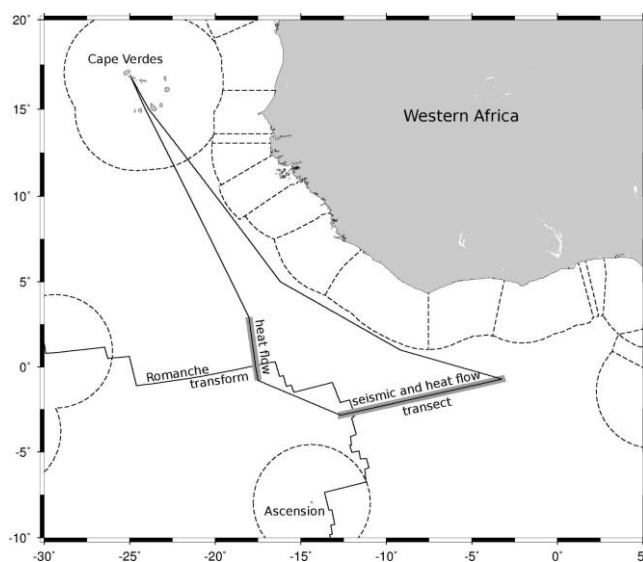 20°
Cape Verdes
15°
Western Africa
10°
5°
heat flow
0°
Romanche
transform
seismic and heat flow
transect
-5°
Ascension
-10°
-30° -25° -20° -15° -10° -5° 0° 5°